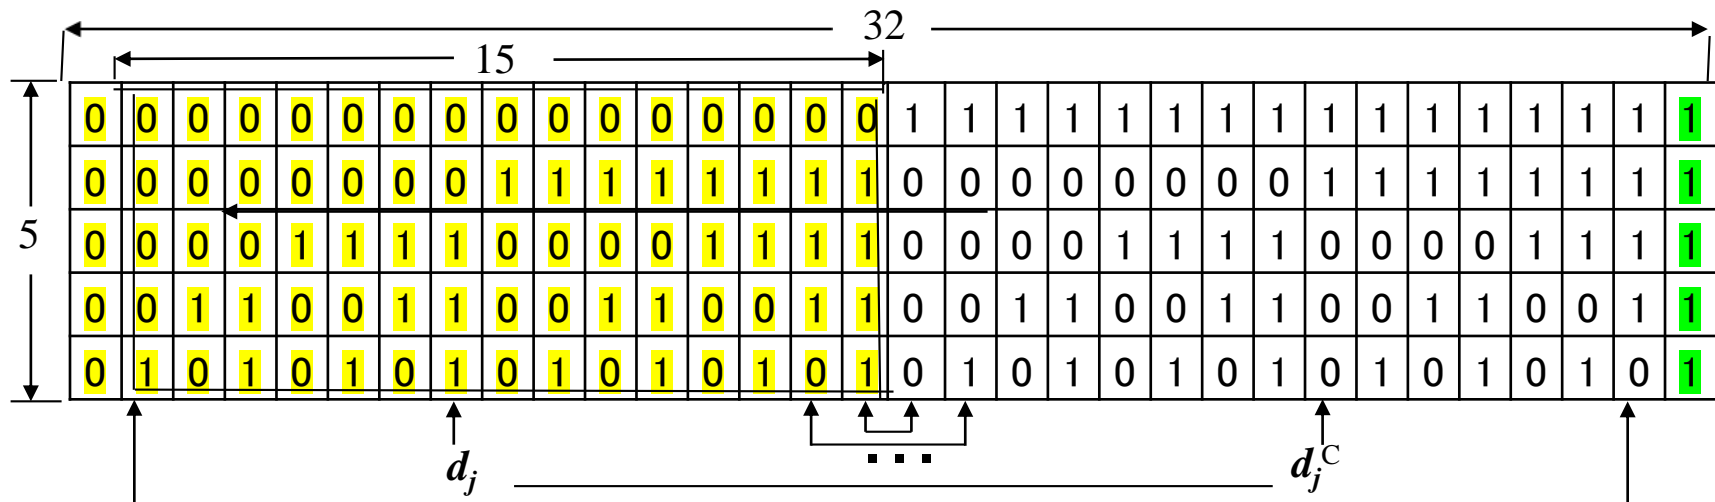 32
15
0 0 0 0 0 0 0 0 0 0 0 0 0 0 0 0 1 1 1 1 1 1 1 1 1 1 1 1 1 1 1 1
0 0 0 0 0 0 0 0 1 1 1 1 1 1 1 1 0 0 0 0 0 0 0 0 1 1 1 1 1 1 1 1
5 0 0 0 0 1 1 1 1 0 0 0 0 1 1 1 1 0 0 0 0 1 1 1 1 0 0 0 0 1 1 1 1
0 0 1 1 0 0 1 1 0 0 1 1 0 0 1 1 0 0 1 1 0 0 1 1 0 0 1 1 0 0 1 1
0 1 0 1 0 1 0 1 0 1 0 1 0 1 0 1 0 1 0 1 0 1 0 1 0 1 0 1 0 1 0 1
dj ... djC